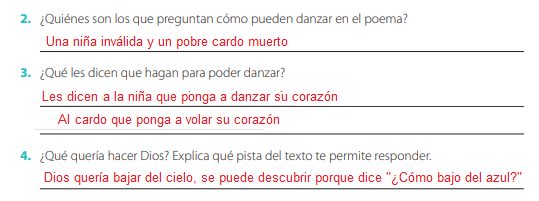 2. ¿Quiénes son los que preguntan cómo pueden danzar en el poema?
Una niña inválida y un pobre cardo muerto
3. ¿Qué les dicen que hagan para poder danzar?
Les dicen a la niña que ponga a danzar su corazón
Al cardo que ponga a volar su corazón
4. ¿Qué quería hacer Dios? Explica qué pista del texto te permite responder.
Dios quería bajar del cielo, se puede descubrir porque dice "¿Cómo bajo del azul?"